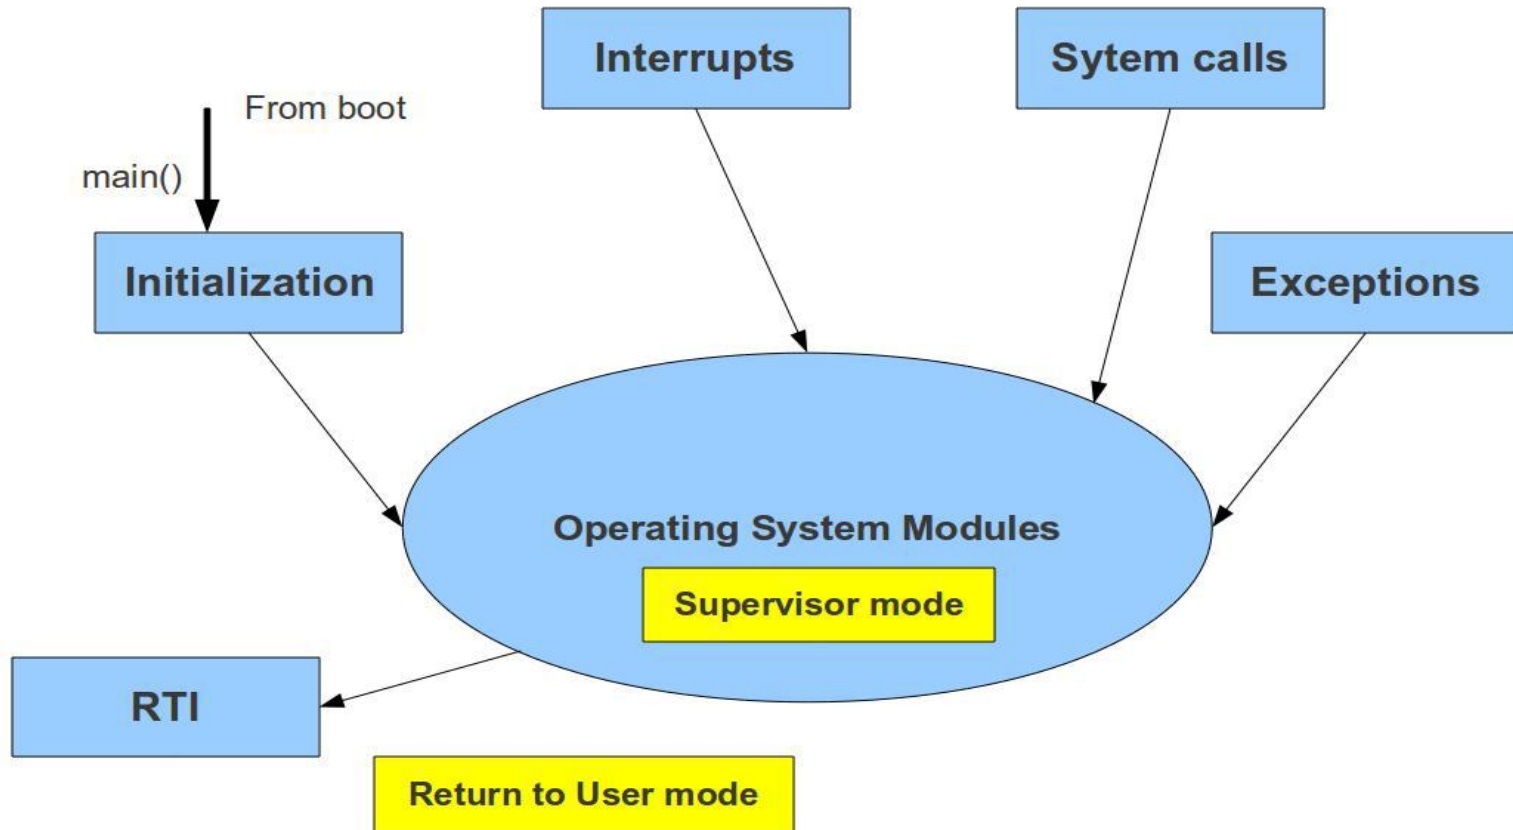 Interrupts
Sytem calls
From boot
main()
Initialization
Exceptions
Operating System Modules
Supervisor mode
RTI
Return to User mode